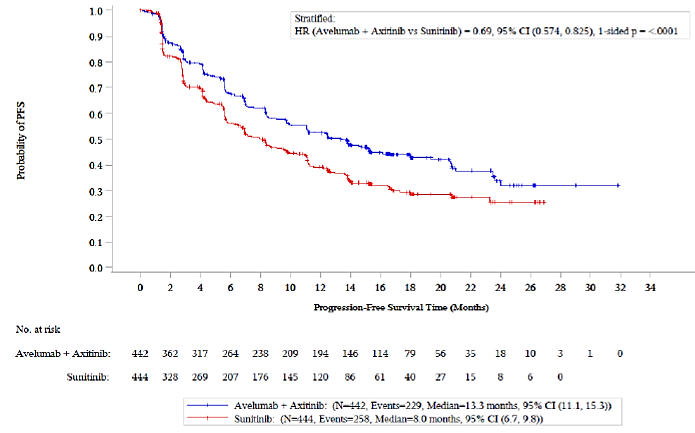 Stratified:
HR (Avelumab + Axitinib vs Sunitinib) = 0.69, 95% CI (0.574, 0.825), 1-sided p = <.0001
Probability of PFS
1.0
0.9
0.8
0.7
0.6
0.5
0.4
0.3
0.2
0.1
0.0
0 2 4 6 8 10 12 14 16 18 20 22 24 26 28 30 32 34
Progression-Free Survival Time (Months)
No. at risk
Avelumab + Axitinib: 442 362 317 264 238 209 194 146 114 79 56 35 18 10 3 1 0
Sunitinib: 444 328 269 207 176 145 120 86 61 40 27 15 8 6 0
Avelumab + Axitinib: (N=442, Events=229, Median=13.3 months, 95% CI (11.1, 15.3))
Sunitinib: (N=444, Events=258, Median=8.0 months, 95% CI (6.7, 9.8))